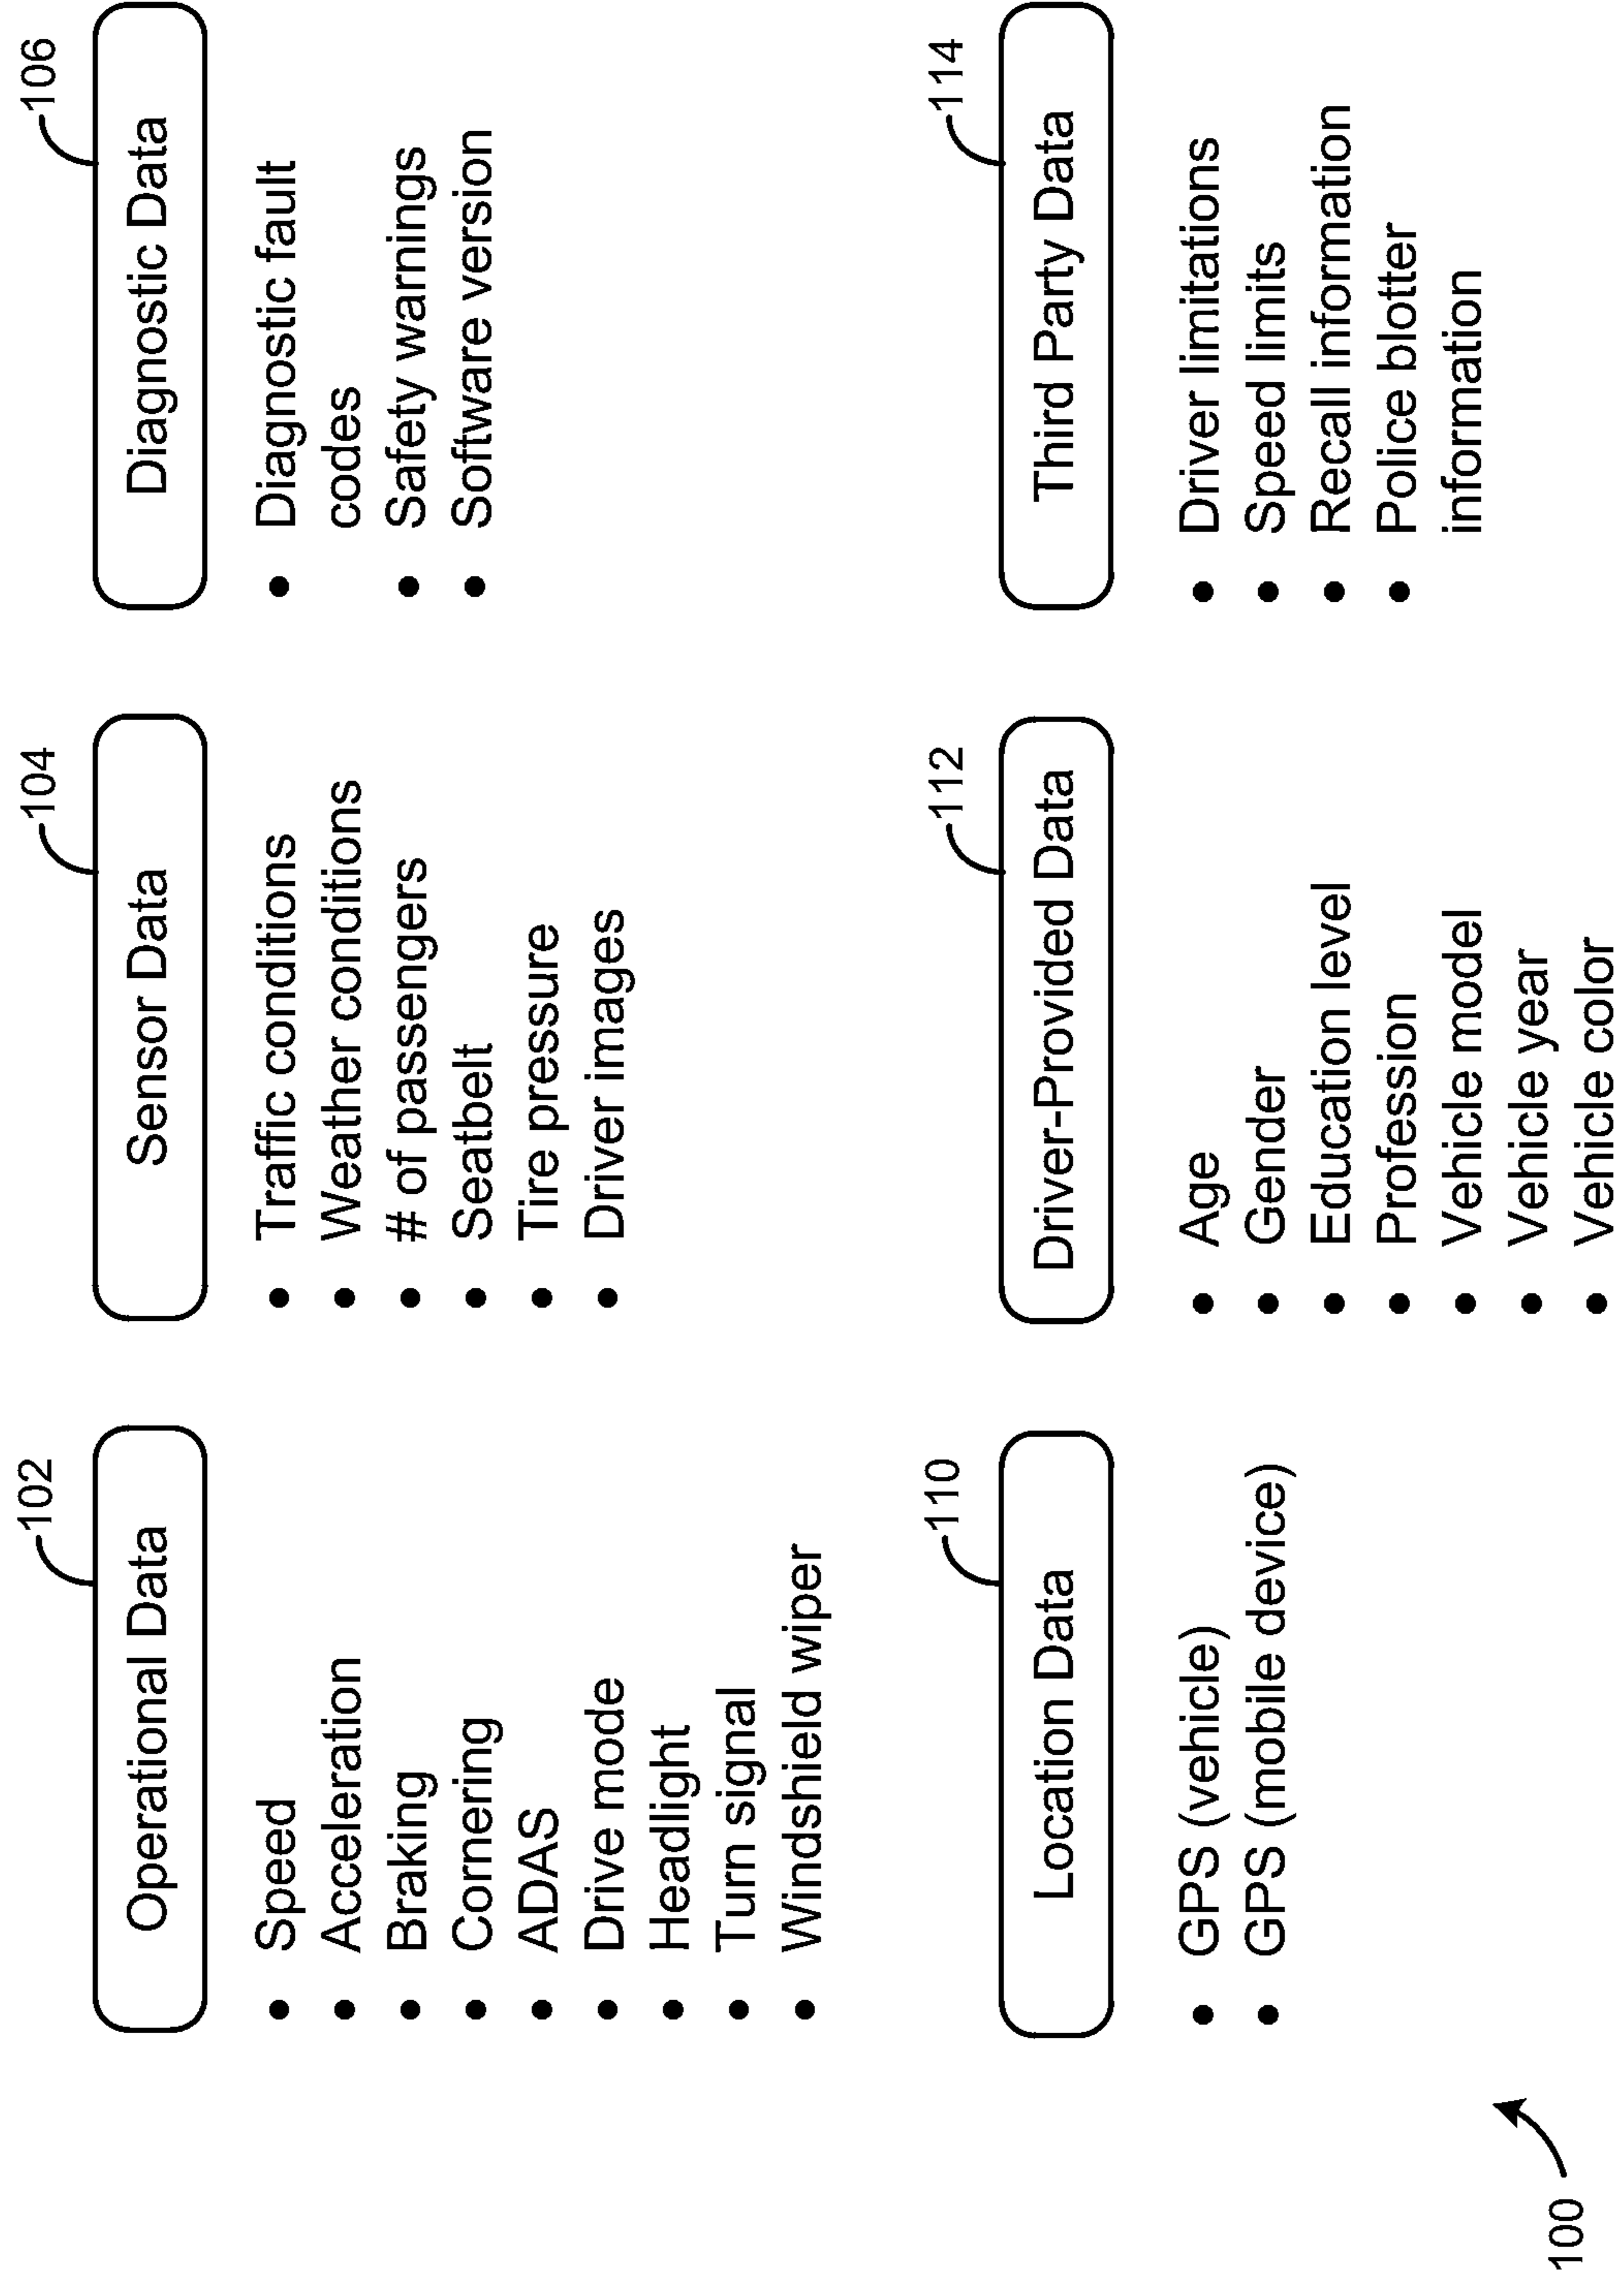 102
Operational Data
Speed
Acceleration
Braking
Cornering
ADAS
Drive mode
Headlight
Turn signal
Windshield wiper
104
Sensor Data
Traffic conditions
Weather conditions
# of passengers
Seatbelt
Tire pressure
Driver images
106
Diagnostic Data
Diagnostic fault
codes
Safety warnings
Software version
110
Location Data
GPS (vehicle)
GPS (mobile device)
112
Driver-Provided Data
Age
Gender
Education level
Profession
Vehicle model
Vehicle year
Vehicle color
114
Third Party Data
Driver limitations
Speed limits
Recall information
Police blotter
information
100